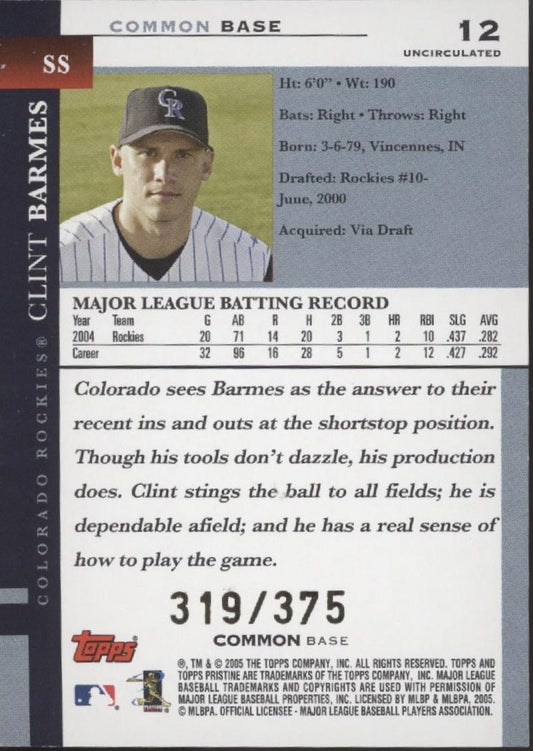 COMMON BASE
12
UNCIRCULATED
SS
CLINT BARMES
COLORADO ROCKIES®
CR
Ht: 6'0" • Wt: 190
Bats: Right • Throws: Right
Born: 3-6-79, Vincennes, IN
Drafted: Rockies #10-
June, 2000
Acquired: Via Draft
MAJOR LEAGUE BATTING RECORD
Year Team G AB R H 2B 3B HR RBI SLG AVG
2004 Rockies 20 71 14 20 3 1 2 10 .437 .282
Career 32 96 16 28 5 1 2 12 .427 .292
Colorado sees Barmes as the answer to their
recent ins and outs at the shortstop position.
Though his tools don't dazzle, his production
does. Clint stings the ball to all fields; he is
dependable afield; and he has a real sense of
how to play the game.
319/375
COMMON BASE
Topps
®, TM & © 2005 THE TOPPS COMPANY, INC. ALL RIGHTS RESERVED. TOPPS AND
TOPPS PRISTINE ARE TRADEMARKS OF THE TOPPS COMPANY, INC. MAJOR LEAGUE
BASEBALL TRADEMARKS AND COPYRIGHTS ARE USED WITH PERMISSION OF
MAJOR LEAGUE BASEBALL PROPERTIES, INC. LICENSED BY MLBP & MLBPA, 2005.
© MLBPA. OFFICIAL LICENSEE - MAJOR LEAGUE BASEBALL PLAYERS ASSOCIATION.